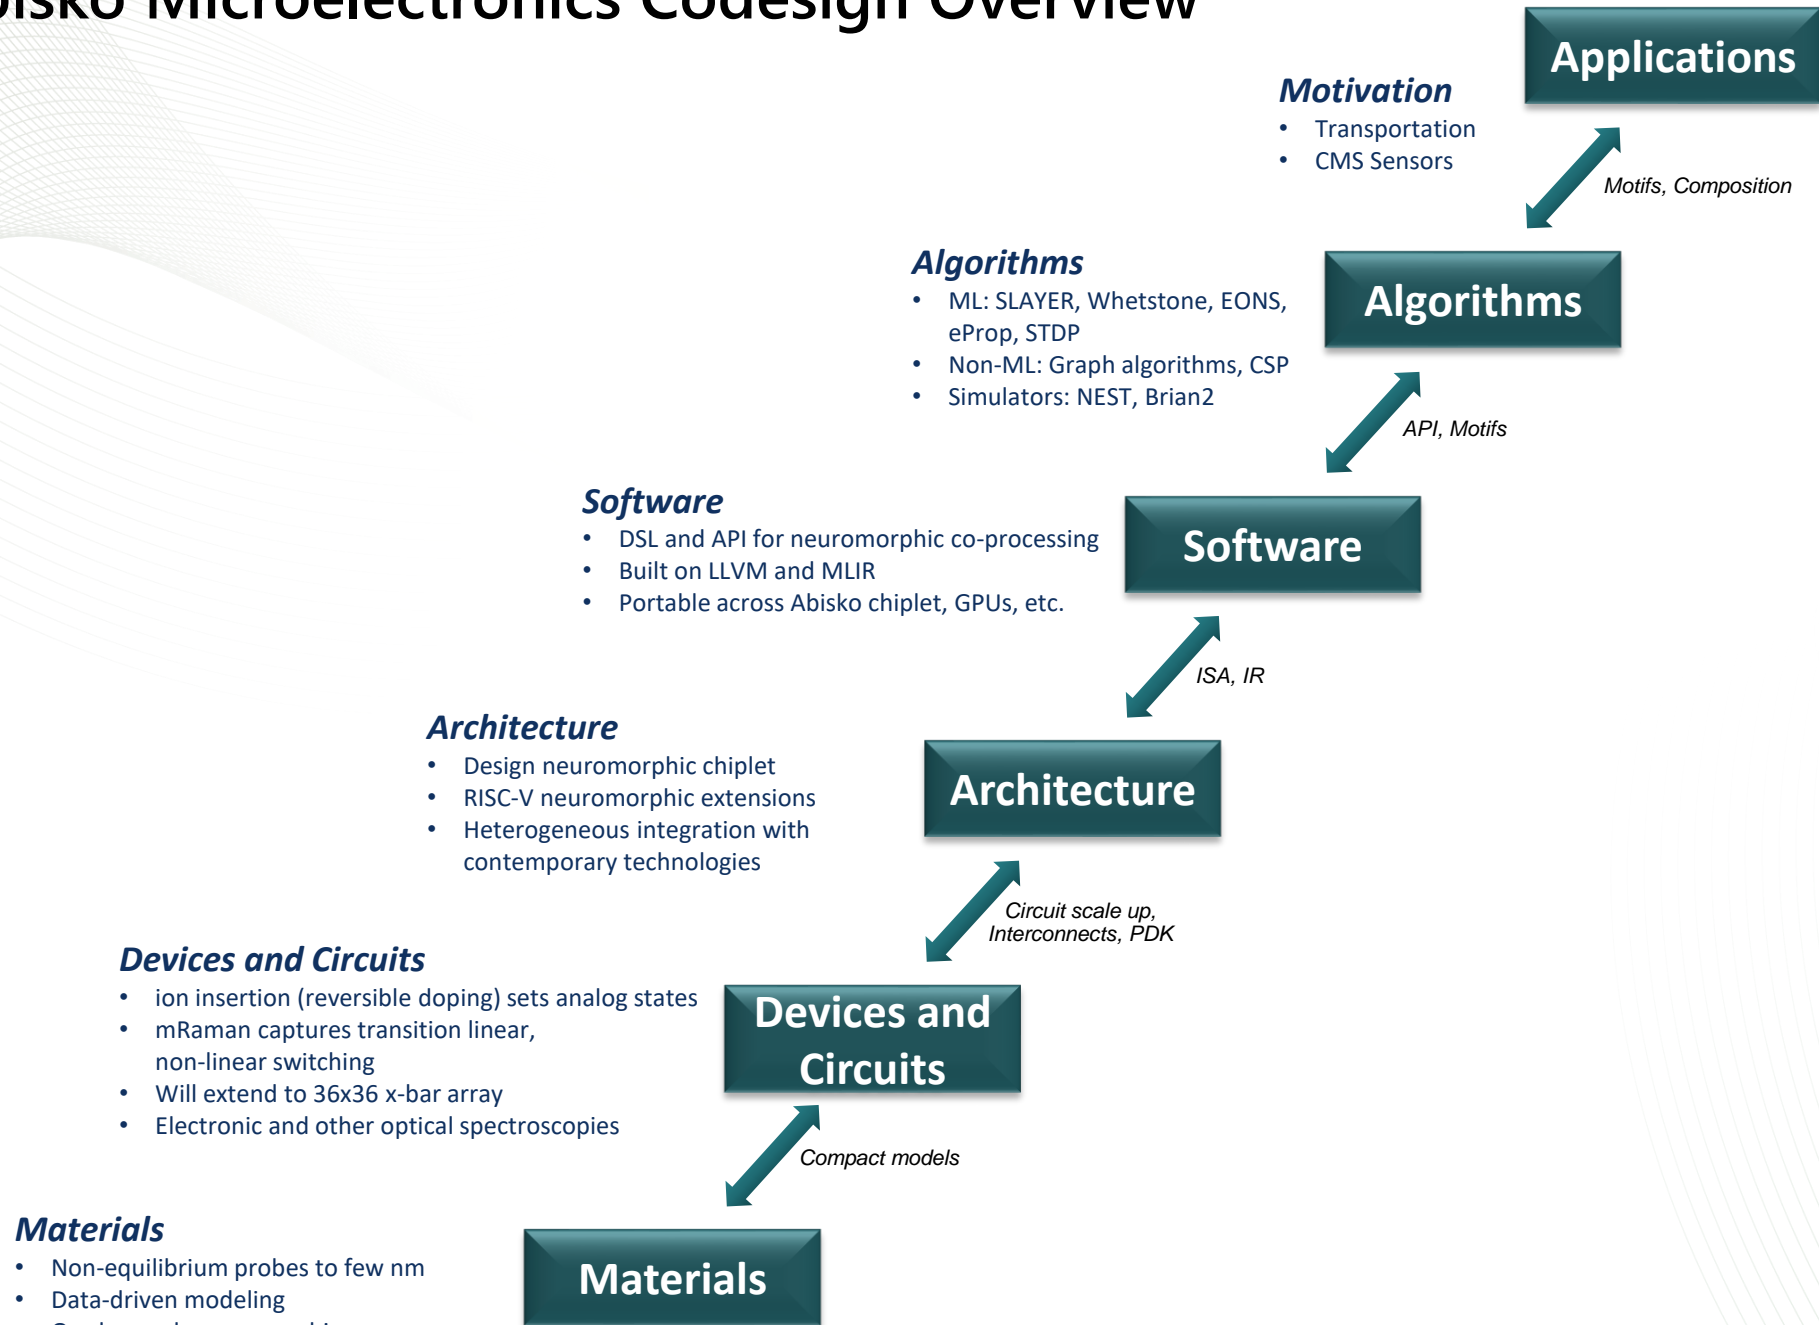 Microelectronics Codesign Overview
Applications
Motivation
• Transportation
• CMS Sensors
Motifs, Composition
Algorithms
• ML: SLAYER, Whetstone, EONS,
eProp, STDP
• Non-ML: Graph algorithms, CSP
• Simulators: NEST, Brian2
Algorithms
API, Motifs
Software
• DSL and API for neuromorphic co-processing
• Built on LLVM and MLIR
• Portable across Abisko chiplet, GPUs, etc.
Software
ISA, IR
Architecture
• Design neuromorphic chiplet
• RISC-V neuromorphic extensions
• Heterogeneous integration with
contemporary technologies
Architecture
Circuit scale up,
Interconnects, PDK
Devices and Circuits
• ion insertion (reversible doping) sets analog states
• mRaman captures transition linear,
non-linear switching
• Will extend to 36x36 x-bar array
• Electronic and other optical spectroscopies
Devices and
Circuits
Compact models
Materials
• Non-equilibrium probes to few nm
• Data-driven modeling
Materials